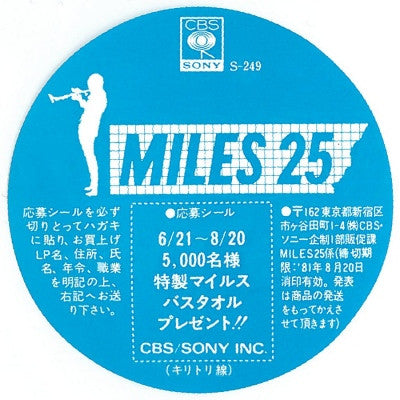 CBS
SONY
S-249
MILES 25
応募シールを必ず
切りとってハガキ
に貼り、お買上げ
LP名、住所、氏
名、年令、職業
を明記の上、
右記へお送
り下さい。
●応募シール
6/21〜8/20
5,000名様
特製マイルス
バスタオル
プレゼント!!
CBS/SONY INC.
(キリトリ線)
●〒162東京都新宿区
市ヶ谷田町1-4㈱CBS・
ソニー企制1部販促課
MILES25係(締切期
限:'81年8月20日
消印有効。発表
は商品の発送
をもってかえさ
せて頂きます)